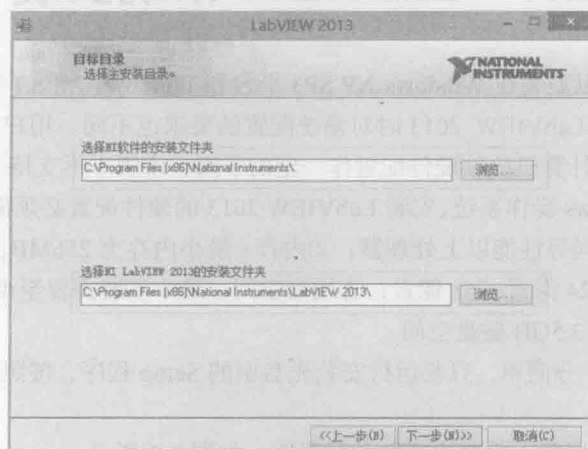 LabVIEW 2013
目标目录
选择主安装目录。
NATIONAL
INSTRUMENTS
选择NI软件的安装文件夹
C:\Program Files (x86)\National Instruments\
浏览...
选择NI LabVIEW 2013的安装文件夹
C:\Program Files (x86)\National Instruments\LabVIEW 2013\
浏览...
<<上一步(B)
下一步(N)>>
取消(C)